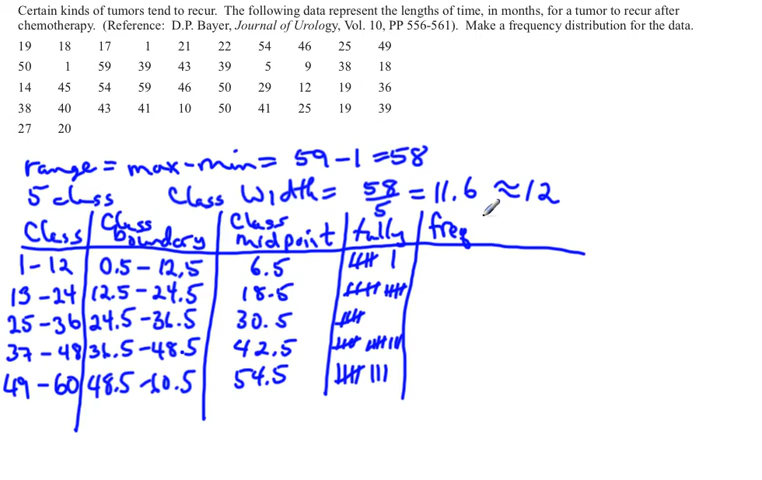 Certain kinds of tumors tend to recur. The following data represent the lengths of time, in months, for a tumor to recur after
chemotherapy. (Reference: D.P. Bayer, Journal of Urology, Vol. 10, PP 556-561). Make a frequency distribution for the data.
19 18 17 1 21 22 54 46 25 49
50 1 59 39 43 39 5 9 38 18
14 45 54 59 46 50 29 12 19 36
38 40 43 41 10 50 41 25 19 39
27 20
range = max-min = 59-1 = 58
5 class Class Width = 58/5 = 11.6 ≈ 12
Class Class boundary Class midpoint tully freq
1-12 0.5-12.5 6.5 𝍸 |
13-24 12.5-24.5 18.5 𝍸 𝍸
25-36 24.5-36.5 30.5 𝍸
37-48 36.5-48.5 42.5 𝍸 𝍸 |||
49-60 48.5-60.5 54.5 𝍸 |||